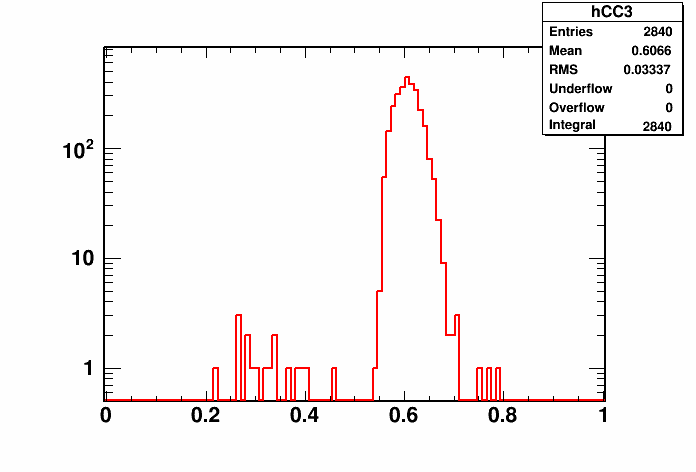 hCC3
Entries 2840
Mean 0.6066
RMS 0.03337
Underflow 0
Overflow 0
Integral 2840
10²
10
1
0 0.2 0.4 0.6 0.8 1